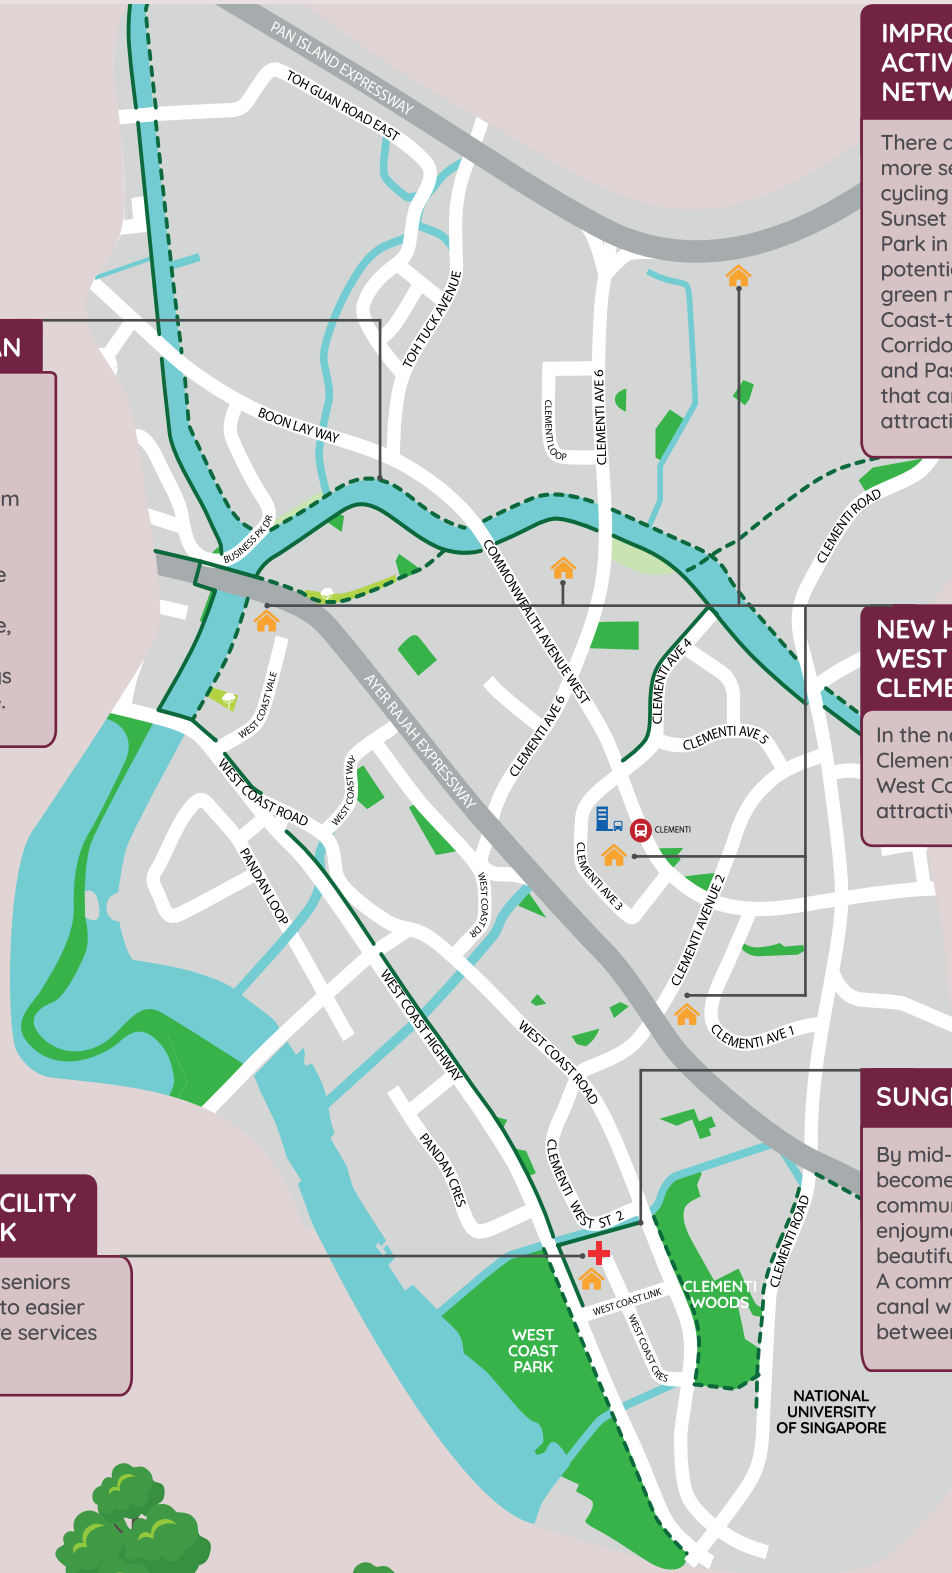 PAN ISLAND EXPRESSWAY
TOH GUAN ROAD EAST
TOH TUCK AVENUE
BOON LAY WAY
BUSINESS PK DR
CLEMENTI LOOP
CLEMENTI AVE 6
CLEMENTI ROAD
COMMONWEALTH AVENUE WEST
CLEMENTI AVE 4
CLEMENTI AVE 5
CLEMENTI AVE 6
AYER RAJAH EXPRESSWAY
WEST COAST VALE
WEST COAST WAY
WEST COAST ROAD
CLEMENTI
CLEMENTI AVE 3
CLEMENTI AVENUE 2
CLEMENTI AVE 1
PANDAN LOOP
WEST COAST DR
WEST COAST HIGHWAY
WEST COAST ROAD
PANDAN CRES
CLEMENTI WEST ST 2
WEST COAST LINK
WEST COAST CRES
CLEMENTI ROAD
CLEMENTI
WOODS
WEST
COAST
PARK
NATIONAL
UNIVERSITY
OF SINGAPORE
AN
m
e
e,
gs
e.
CILITY
K
seniors
to easier
e services
IMPRO
ACTIV
NETW
There a
more se
cycling
Sunset
Park in
potentia
green n
Coast-t
Corrido
and Pas
that car
attracti
NEW H
WEST
CLEME
In the ne
Clement
West Co
attractiv
SUNG
By mid-
become
commun
enjoyme
beautifu
A comm
canal w
between